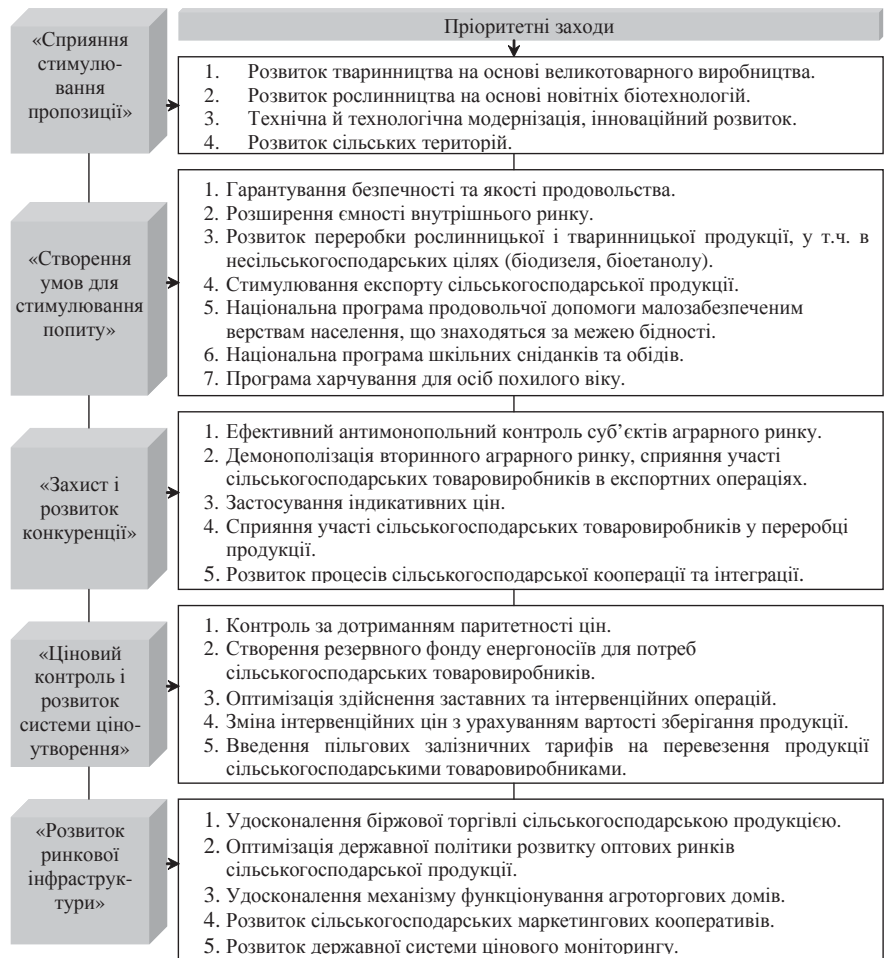 Пріоритетні заходи
«Сприяння
стимулю-
вання
пропозиції»
1. Розвиток тваринництва на основі великотоварного виробництва.
2. Розвиток рослинництва на основі новітніх біотехнологій.
3. Технічна й технологічна модернізація, інноваційний розвиток.
4. Розвиток сільських територій.
«Створення
умов для
стимулювання
попиту»
1. Гарантування безпечності та якості продовольства.
2. Розширення ємності внутрішнього ринку.
3. Розвиток переробки рослинницької і тваринницької продукції, у т.ч. в
несільськогосподарських цілях (біодизеля, біоетанолу).
4. Стимулювання експорту сільськогосподарської продукції.
5. Національна програма продовольчої допомоги малозабезпеченим
верствам населення, що знаходяться за межею бідності.
6. Національна програма шкільних сніданків та обідів.
7. Програма харчування для осіб похилого віку.
«Захист і
розвиток
конкуренції»
1. Ефективний антимонопольний контроль суб’єктів аграрного ринку.
2. Демонополізація вторинного аграрного ринку, сприяння участі
сільськогосподарських товаровиробників в експортних операціях.
3. Застосування індикативних цін.
4. Сприяння участі сільськогосподарських товаровиробників у переробці
продукції.
5. Розвиток процесів сільськогосподарської кооперації та інтеграції.
«Ціновий
контроль і
розвиток
системи ціно-
утворення»
1. Контроль за дотриманням паритетності цін.
2. Створення резервного фонду енергоносіїв для потреб
сільськогосподарських товаровиробників.
3. Оптимізація здійснення заставних та інтервенційних операцій.
4. Зміна інтервенційних цін з урахуванням вартості зберігання продукції.
5. Введення пільгових залізничних тарифів на перевезення продукції
сільськогосподарськими товаровиробниками.
«Розвиток
ринкової
інфраструк-
тури»
1. Удосконалення біржової торгівлі сільськогосподарською продукцією.
2. Оптимізація державної політики розвитку оптових ринків
сільськогосподарської продукції.
3. Удосконалення механізму функціонування агроторгових домів.
4. Розвиток сільськогосподарських маркетингових кооперативів.
5. Розвиток державної системи цінового моніторингу.